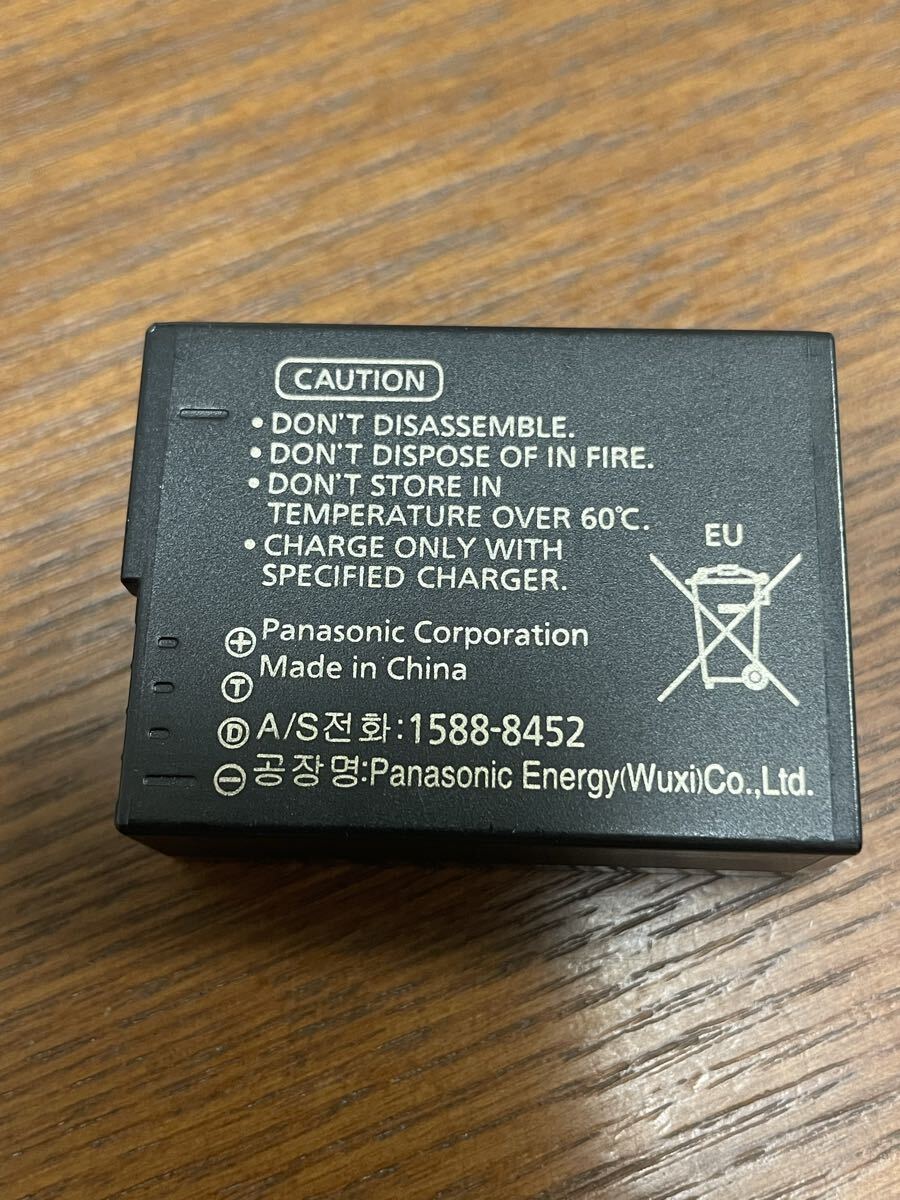 CAUTION
• DON'T DISASSEMBLE.
• DON'T DISPOSE OF IN FIRE.
• DON'T STORE IN
TEMPERATURE OVER 60℃.
• CHARGE ONLY WITH
SPECIFIED CHARGER.
EU
⊕ Panasonic Corporation
Made in China
Ⓣ
Ⓓ A/S전화:1588-8452
⊖ 공장명:Panasonic Energy(Wuxi)Co.,Ltd.